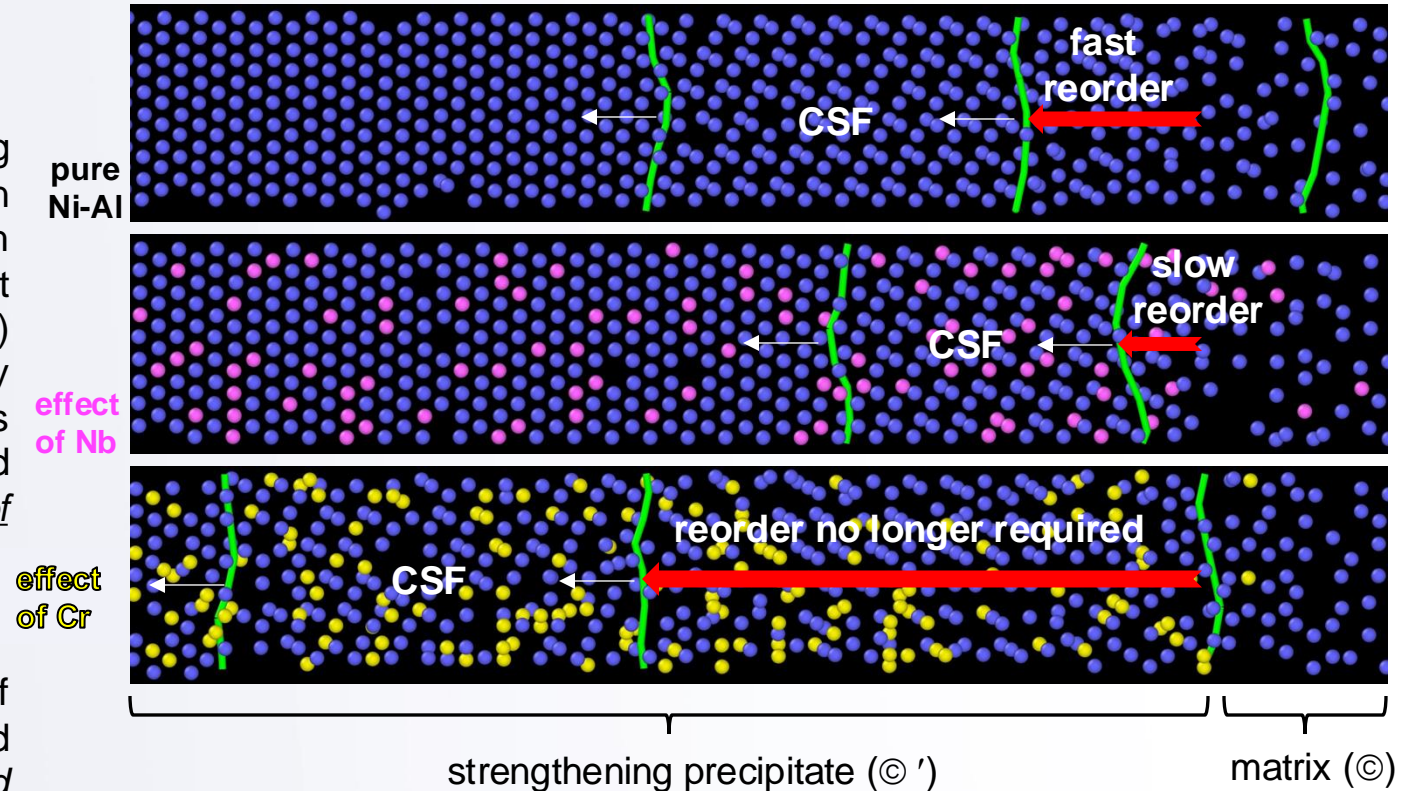 g
n
n
t
)
y
s
d
f
f
d
d
pure
Ni-Al
fast
reorder
CSF
effect
of Nb
slow
reorder
CSF
effect
of Cr
reorder no longer required
CSF
strengthening precipitate (© ′)
matrix (©)